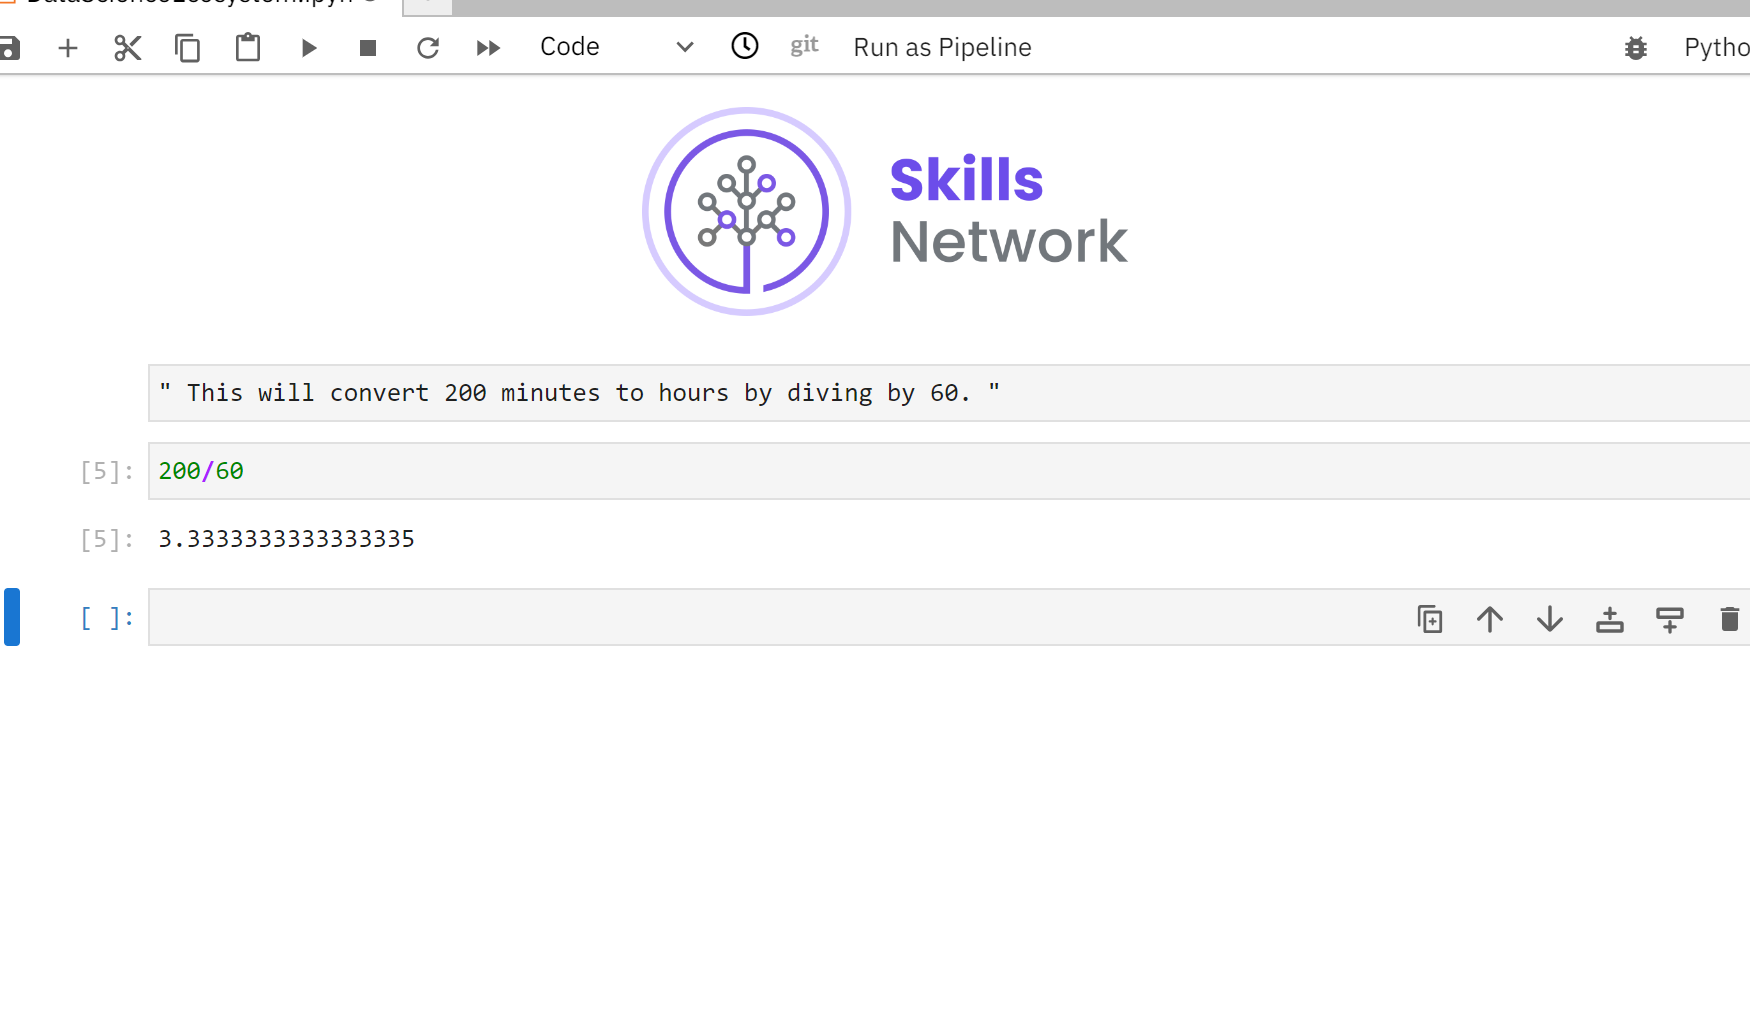 Code
git
Run as Pipeline
Pytho
Skills
Network
" This will convert 200 minutes to hours by diving by 60. "
[5]:
200/60
[5]:
3.3333333333333335
[ ]: